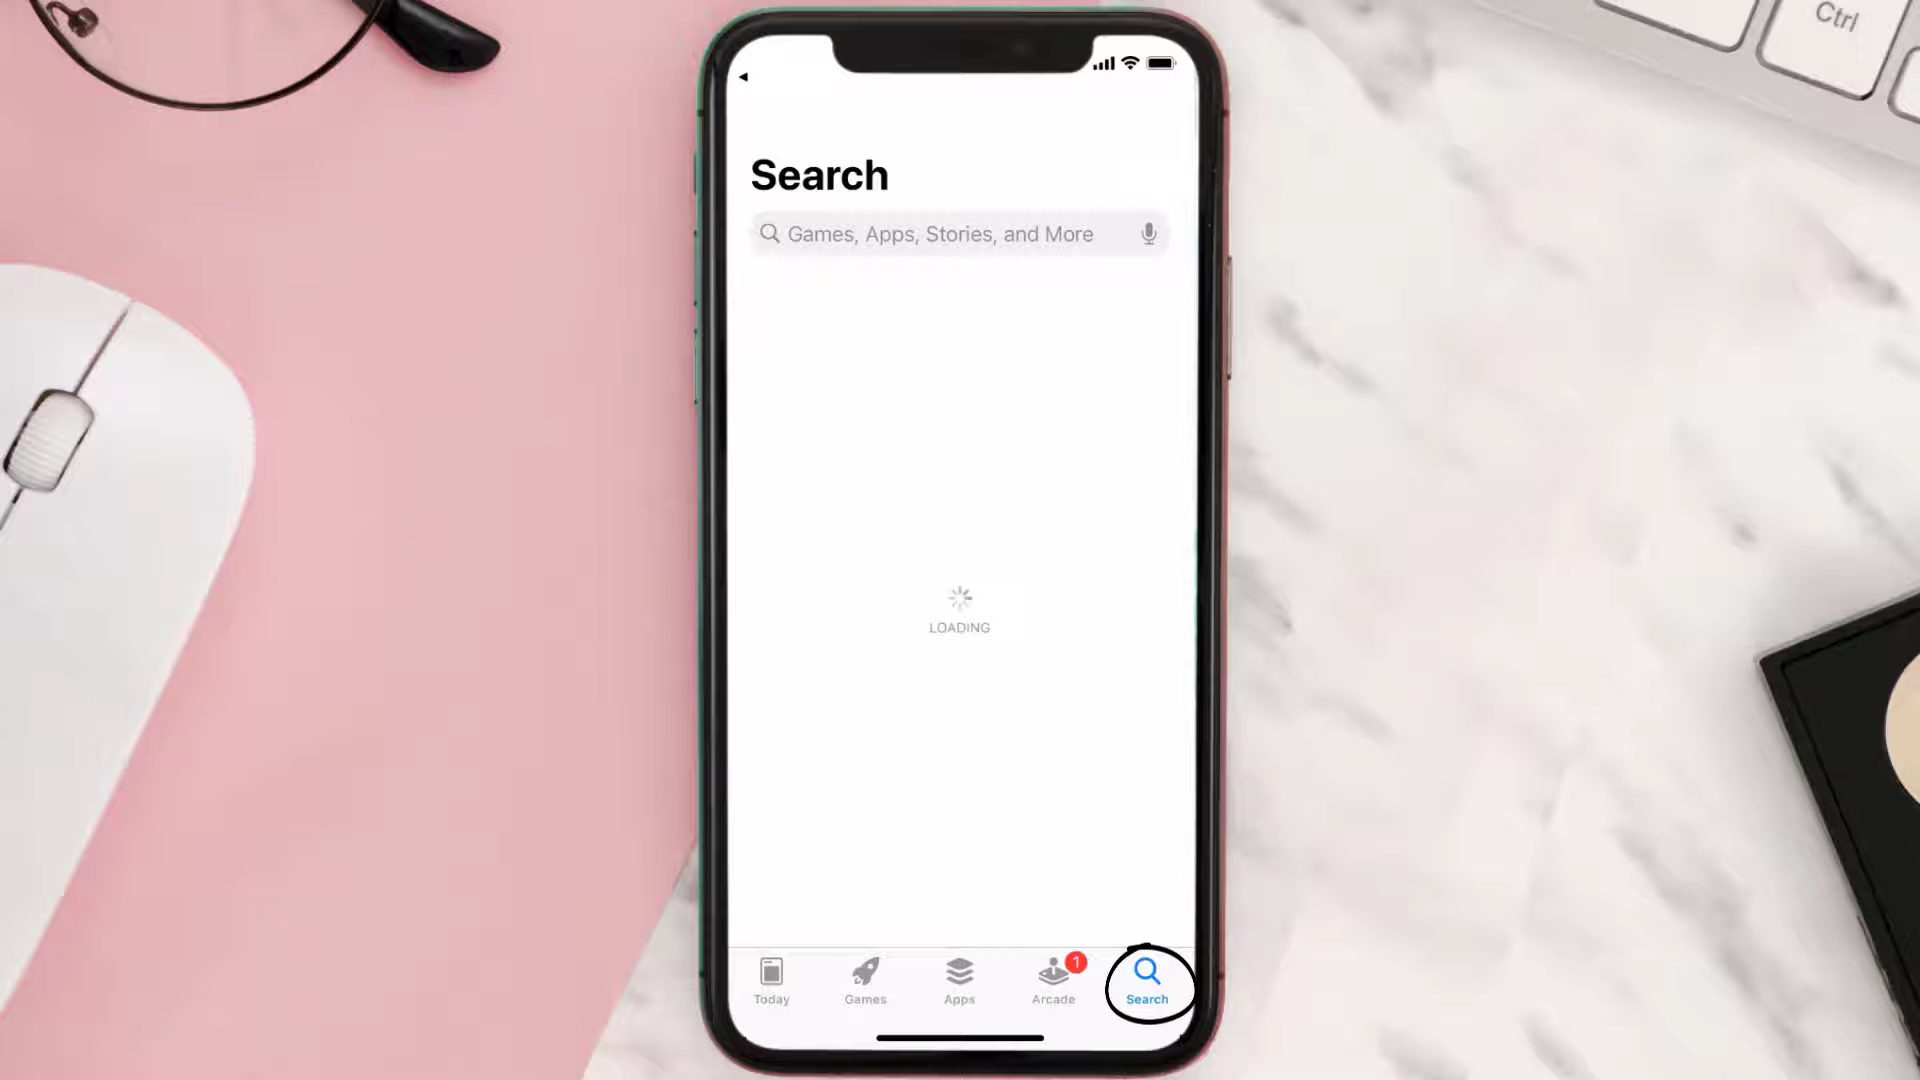 Ctrl
Search
Games, Apps, Stories, and More
LOADING
1
Today
Games
Apps
Arcade
Search